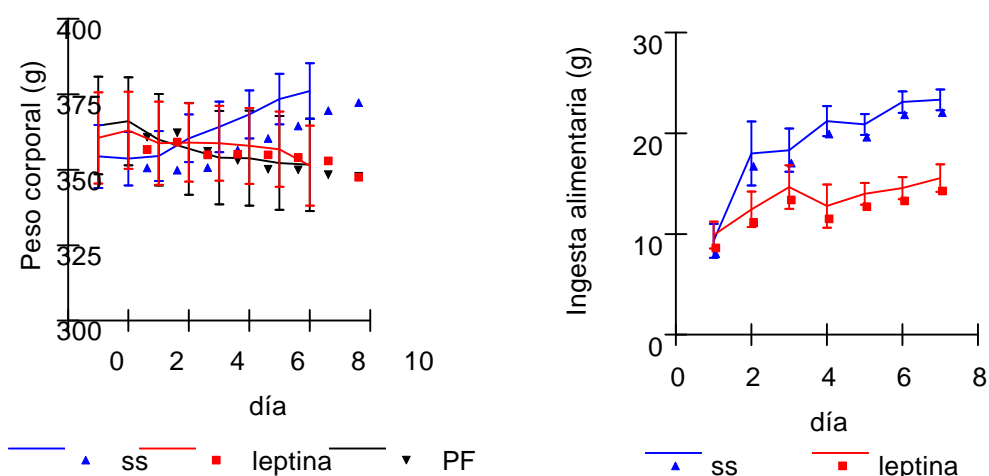 400
375
350
325
300
Peso corporal (g)
0 2 4 6 8 10
día
ss leptina PF
30
20
10
0
Ingesta alimentaria (g)
0 2 4 6 8
día
ss leptina